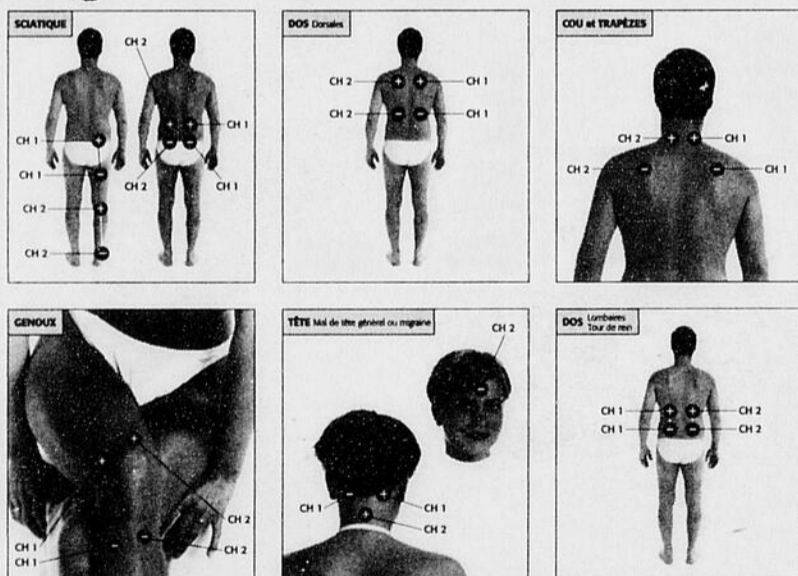 SCIATIQUE
CH 2
CH 1
CH 1
CH 1
CH 2
CH 2
CH 1
CH 2
DOS Dorsales
CH 2
CH 1
CH 2
CH 1
COU et TRAPÈZES
CH 2
CH 1
CH 2
CH 1
GENOUX
CH 2
CH 1
CH 2
CH 1
TÊTE Mal de tête général ou migraine
CH 2
CH 1
CH 1
CH 2
DOS Lombaires
Tour de rein
CH 1
CH 2
CH 1
CH 2